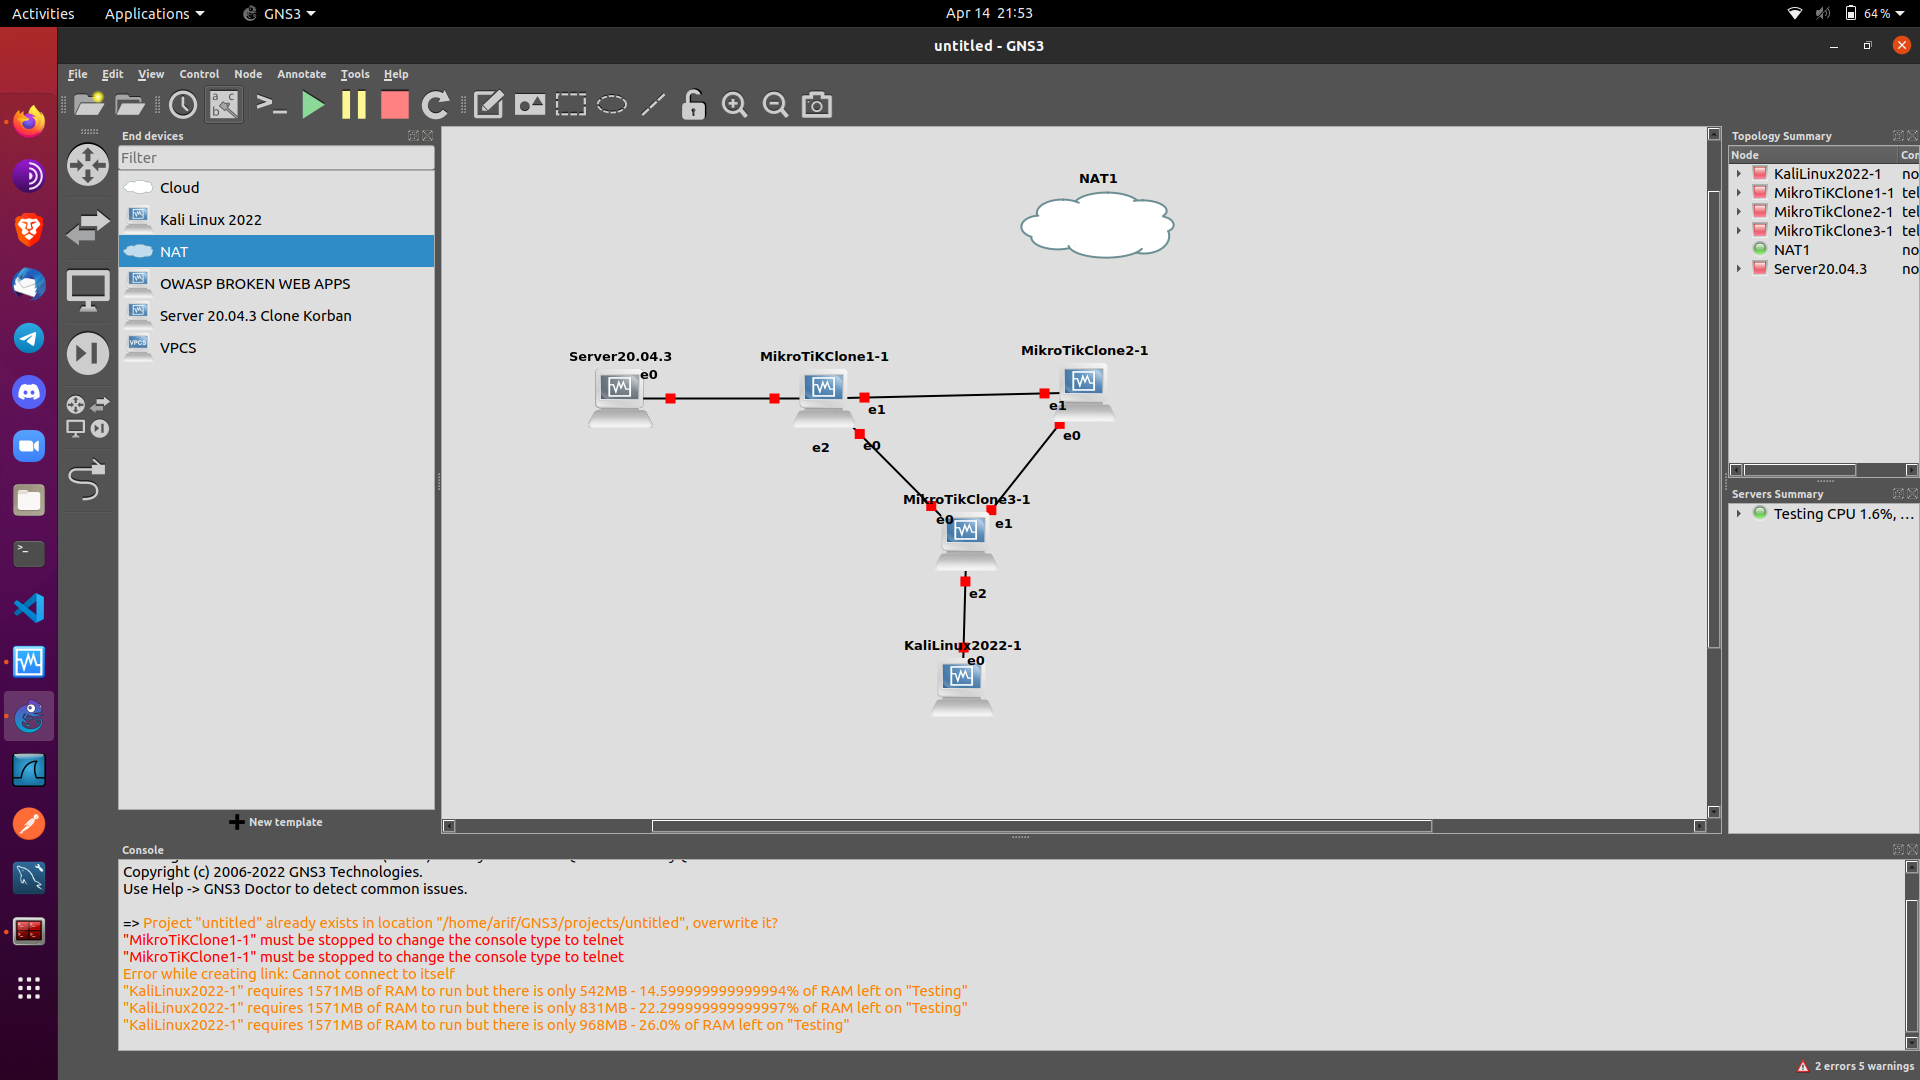 Activities
Applications
GNS3
Apr 14 21:53
64 %
untitled - GNS3
File Edit View Control Node Annotate Tools Help
End devices
Filter
Cloud
Kali Linux 2022
NAT
OWASP BROKEN WEB APPS
Server 20.04.3 Clone Korban
VPCS
New template
NAT1
Server20.04.3
e0
MikroTiKClone1-1
e1
e0
e2
MikroTikClone2-1
e1
e0
MikroTikClone3-1
e0
e1
e2
KaliLinux2022-1
e0
Topology Summary
Node Cor
KaliLinux2022-1 no
MikroTiKClone1-1 tel
MikroTikClone2-1 tel
MikroTikClone3-1 tel
NAT1 no
Server20.04.3 no
Servers Summary
Testing CPU 1.6%, ...
Console
Copyright (c) 2006-2022 GNS3 Technologies.
Use Help -> GNS3 Doctor to detect common issues.
=> Project "untitled" already exists in location "/home/arif/GNS3/projects/untitled", overwrite it?
"MikroTiKClone1-1" must be stopped to change the console type to telnet
"MikroTiKClone1-1" must be stopped to change the console type to telnet
Error while creating link: Cannot connect to itself
"KaliLinux2022-1" requires 1571MB of RAM to run but there is only 542MB - 14.599999999999994% of RAM left on "Testing"
"KaliLinux2022-1" requires 1571MB of RAM to run but there is only 831MB - 22.299999999999997% of RAM left on "Testing"
"KaliLinux2022-1" requires 1571MB of RAM to run but there is only 968MB - 26.0% of RAM left on "Testing"
2 errors 5 warnings